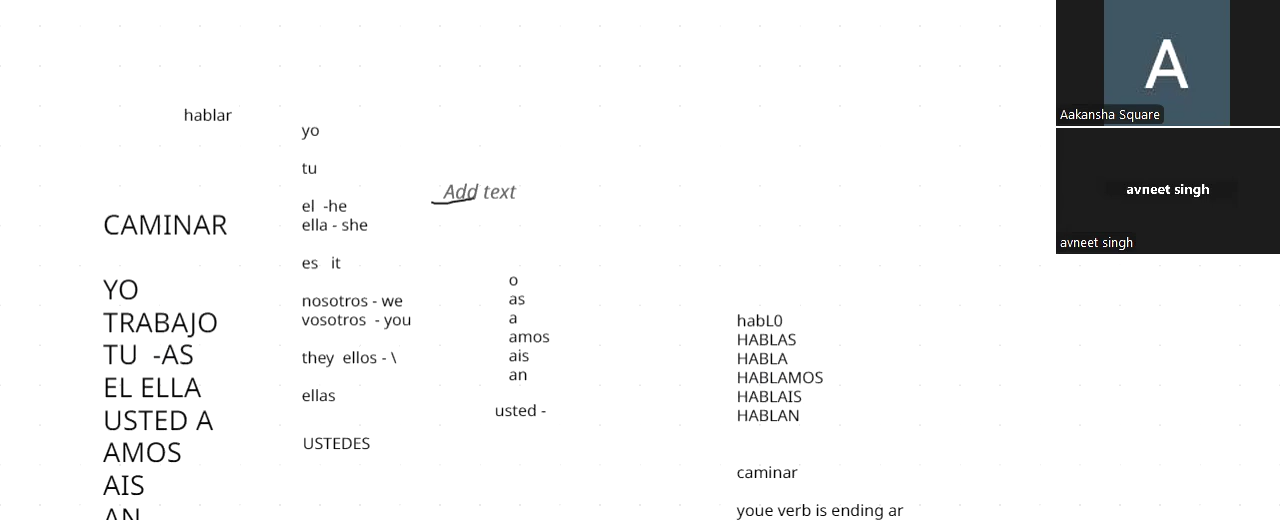 hablar
yo
tu
el -he
ella - she
es it
nosotros - we
vosotros - you
they ellos - \
ellas
USTEDES
Add text
CAMINAR
YO
TRABAJO
TU -AS
EL ELLA
USTED A
AMOS
AIS
AN
o
as
a
amos
ais
an
usted -
habL0
HABLAS
HABLA
HABLAMOS
HABLAIS
HABLAN
caminar
youe verb is ending ar
A
Aakansha Square
avneet singh
avneet singh